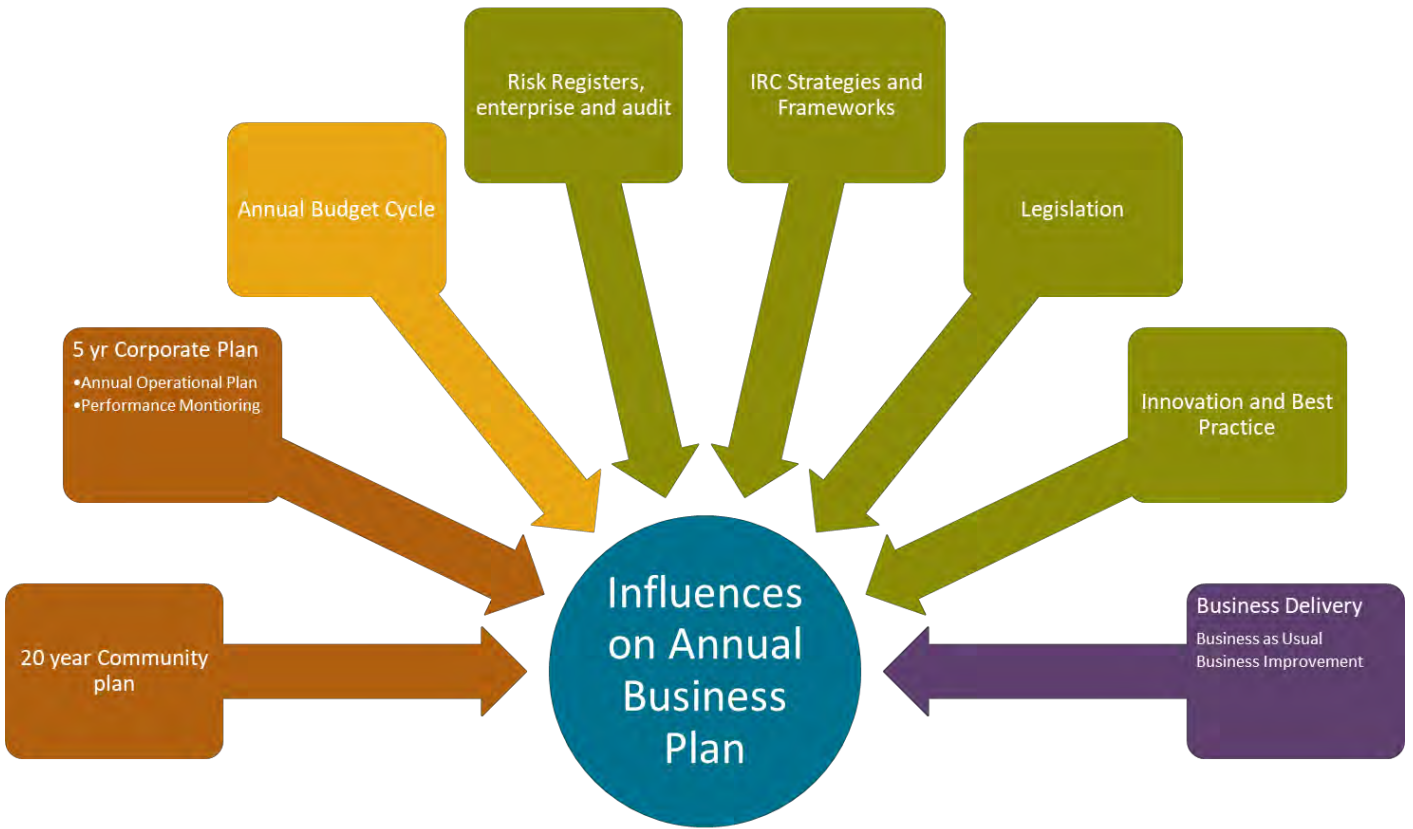 Risk Registers,
enterprise and audit
IRC Strategies and
Frameworks
Annual Budget Cycle
Legislation
5 yr Corporate Plan
•Annual Operational Plan
•Performance Montioring
Innovation and Best
Practice
20 year Community
plan
Influences
on Annual
Business
Plan
Business Delivery
Business as Usual
Business Improvement